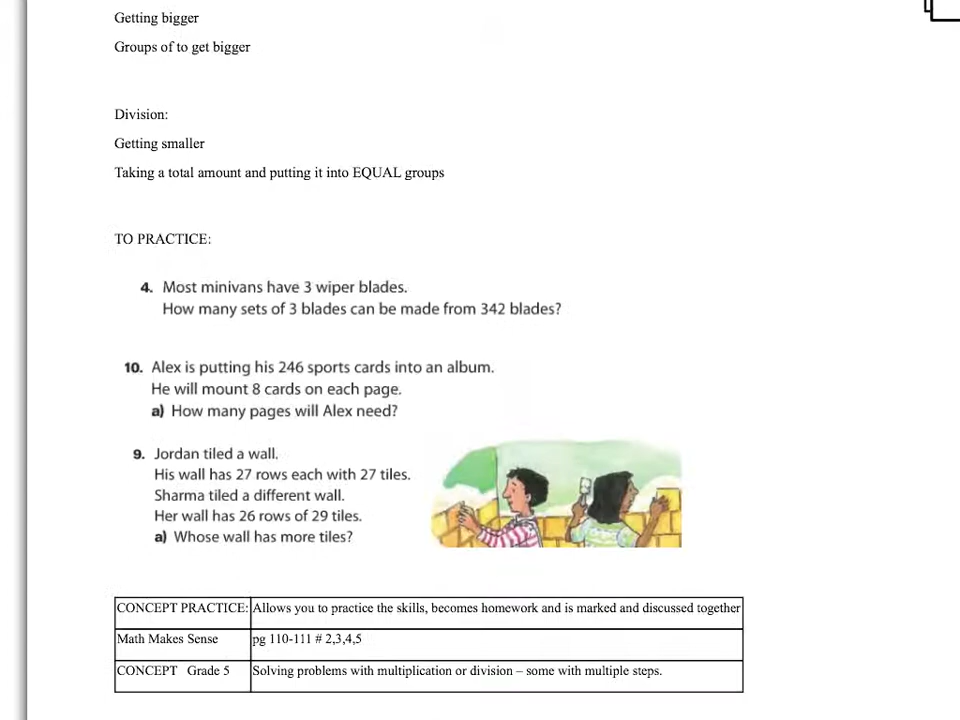 Getting bigger
Groups of to get bigger
Division:
Getting smaller
Taking a total amount and putting it into EQUAL groups
TO PRACTICE:
4. Most minivans have 3 wiper blades.
How many sets of 3 blades can be made from 342 blades?
10. Alex is putting his 246 sports cards into an album.
He will mount 8 cards on each page.
a) How many pages will Alex need?
9. Jordan tiled a wall.
His wall has 27 rows each with 27 tiles.
Sharma tiled a different wall.
Her wall has 26 rows of 29 tiles.
a) Whose wall has more tiles?
CONCEPT PRACTICE: Allows you to practice the skills, becomes homework and is marked and discussed together
Math Makes Sense pg 110-111 # 2,3,4,5
CONCEPT Grade 5 Solving problems with multiplication or division – some with multiple steps.